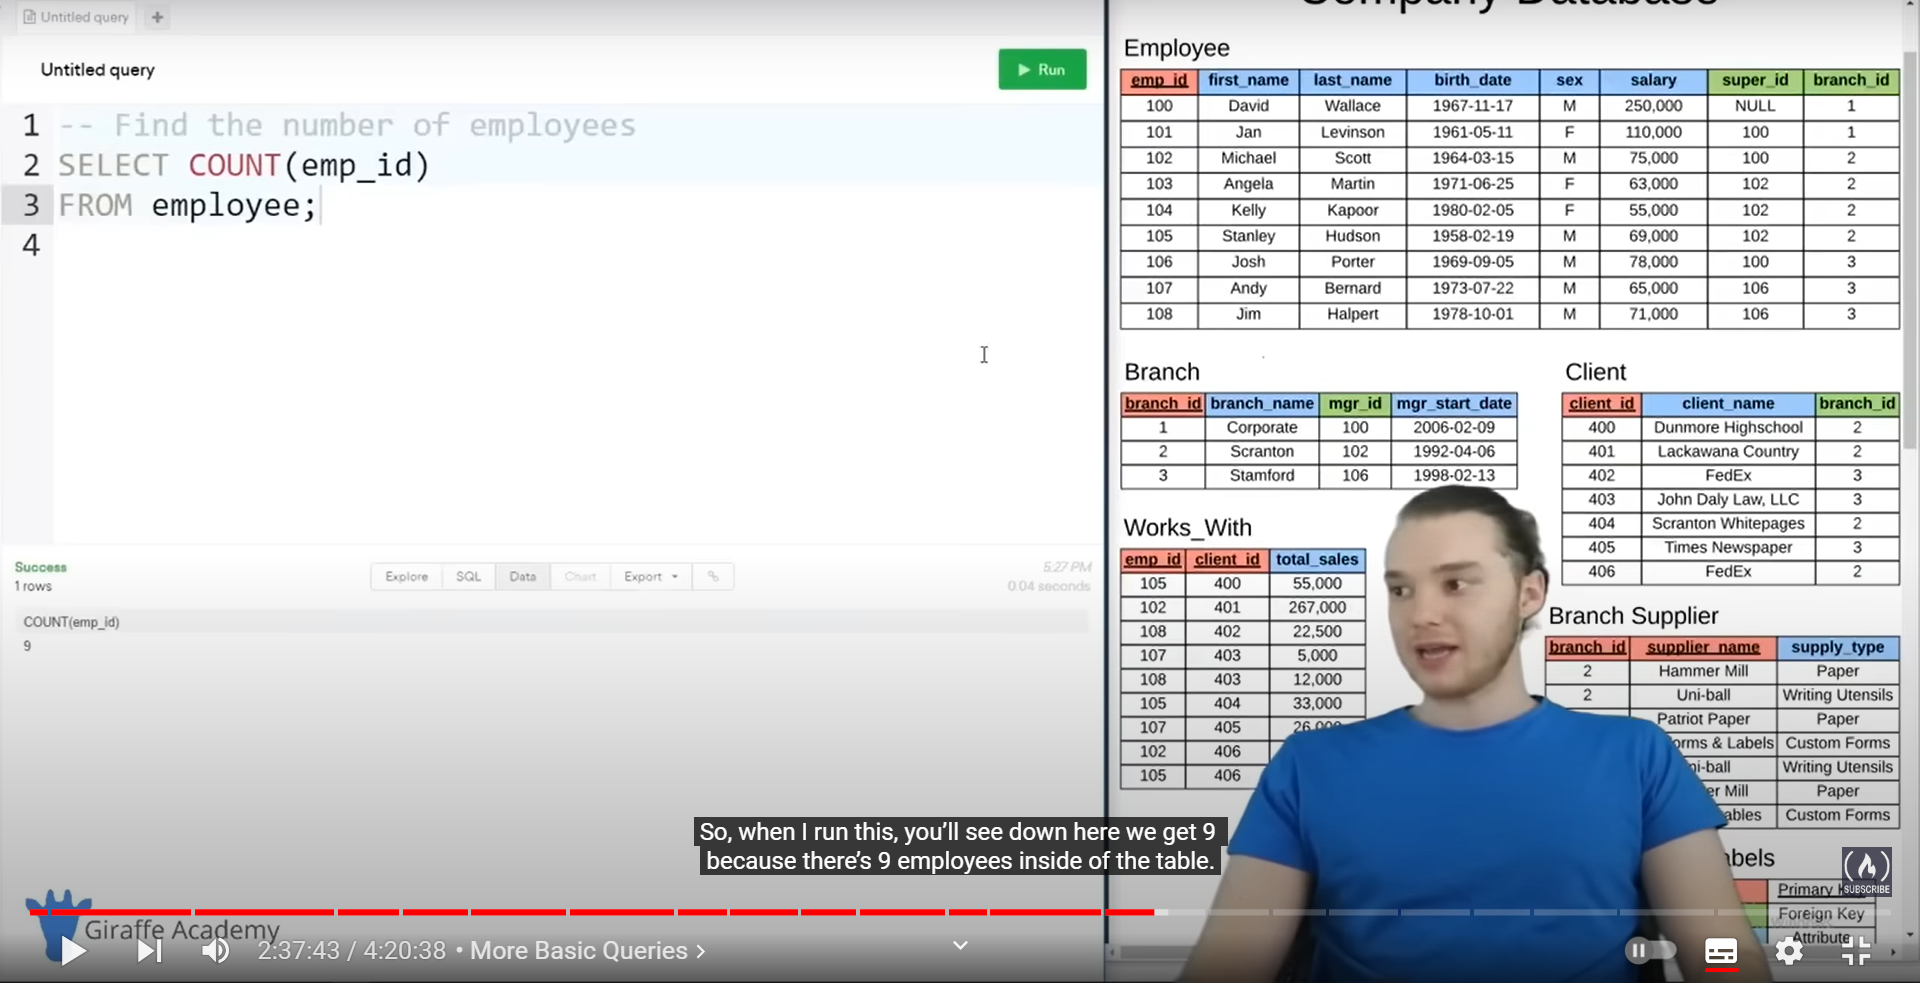 Untitled query +
Untitled query
Run
1 -- Find the number of employees
2 SELECT COUNT(emp_id)
3 FROM employee;
4
Success
1 rows
Explore SQL Data Chart Export
5:27 PM
0.04 seconds
COUNT(emp_id)
9
Company Database
Employee
emp_id first_name last_name birth_date sex salary super_id branch_id
100 David Wallace 1967-11-17 M 250,000 NULL 1
101 Jan Levinson 1961-05-11 F 110,000 100 1
102 Michael Scott 1964-03-15 M 75,000 100 2
103 Angela Martin 1971-06-25 F 63,000 102 2
104 Kelly Kapoor 1980-02-05 F 55,000 102 2
105 Stanley Hudson 1958-02-19 M 69,000 102 2
106 Josh Porter 1969-09-05 M 78,000 100 3
107 Andy Bernard 1973-07-22 M 65,000 106 3
108 Jim Halpert 1978-10-01 M 71,000 106 3
Branch
branch_id branch_name mgr_id mgr_start_date
1 Corporate 100 2006-02-09
2 Scranton 102 1992-04-06
3 Stamford 106 1998-02-13
Client
client_id client_name branch_id
400 Dunmore Highschool 2
401 Lackawana Country 2
402 FedEx 3
403 John Daly Law, LLC 3
404 Scranton Whitepages 2
405 Times Newspaper 3
406 FedEx 2
Works_With
emp_id client_id total_sales
105 400 55,000
102 401 267,000
108 402 22,500
107 403 5,000
108 403 12,000
105 404 33,000
107 405 26,000
102 406
105 406
Branch Supplier
branch_id supplier_name supply_type
2 Hammer Mill Paper
2 Uni-ball Writing Utensils
Patriot Paper Paper
orms & Labels Custom Forms
ni-ball Writing Utensils
er Mill Paper
ables Custom Forms
abels
Primary K
Foreign Key
Attribute
SUBSCRIBE
So, when I run this, you’ll see down here we get 9
because there’s 9 employees inside of the table.
Giraffe Academy
2:37:43 / 4:20:38 • More Basic Queries >